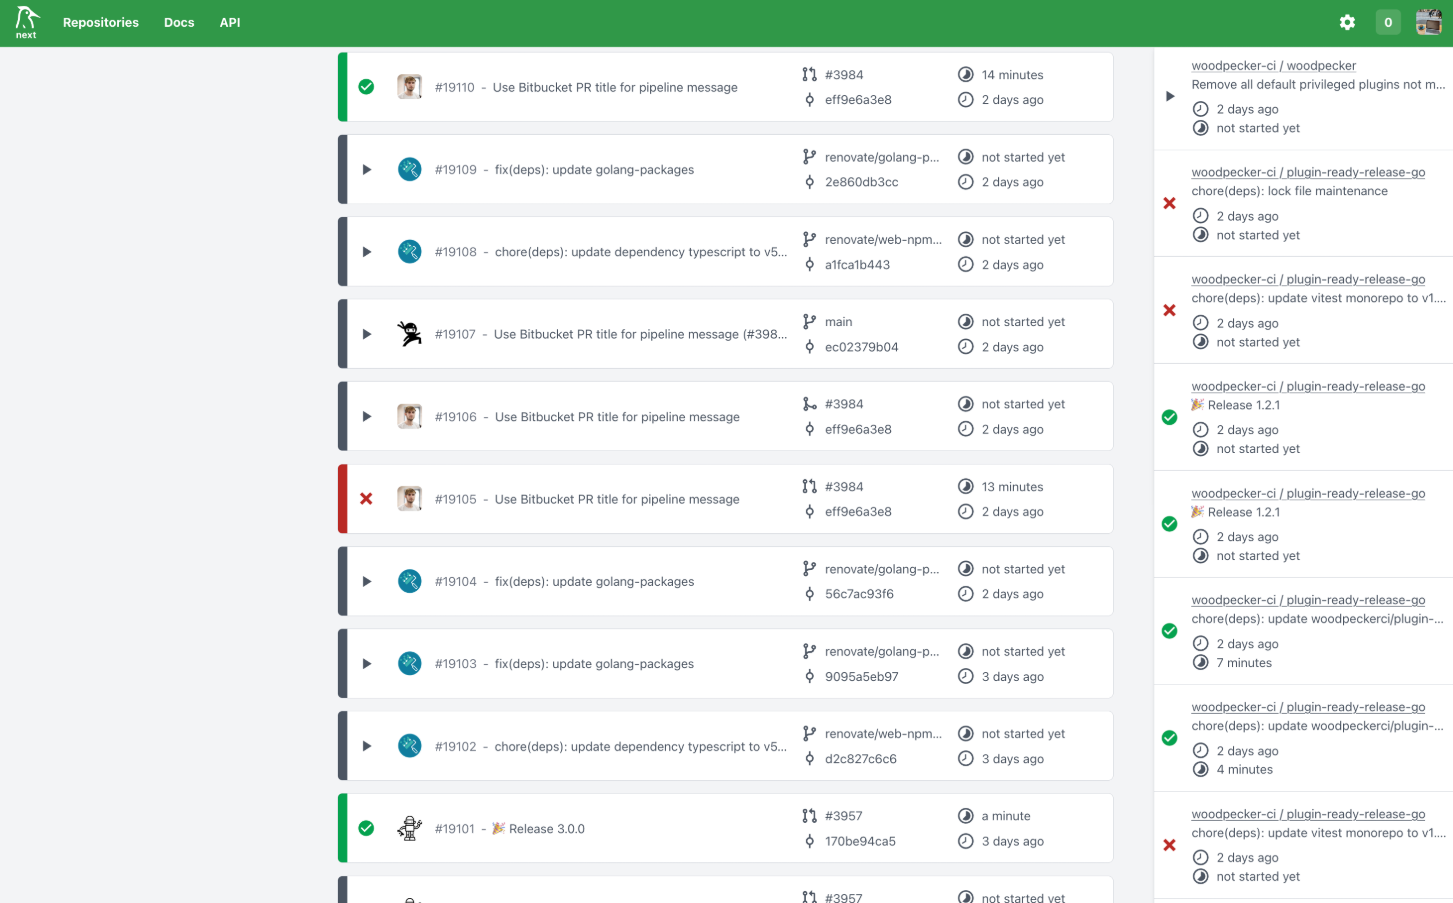 next
Repositories
Docs
API
0
#19110 - Use Bitbucket PR title for pipeline message
#3984
eff9e6a3e8
14 minutes
2 days ago
#19109 - fix(deps): update golang-packages
renovate/golang-p...
2e860db3cc
not started yet
2 days ago
#19108 - chore(deps): update dependency typescript to v5...
renovate/web-npm...
a1fca1b443
not started yet
2 days ago
#19107 - Use Bitbucket PR title for pipeline message (#398...
main
ec02379b04
not started yet
2 days ago
#19106 - Use Bitbucket PR title for pipeline message
#3984
eff9e6a3e8
not started yet
2 days ago
#19105 - Use Bitbucket PR title for pipeline message
#3984
eff9e6a3e8
13 minutes
2 days ago
#19104 - fix(deps): update golang-packages
renovate/golang-p...
56c7ac93f6
not started yet
2 days ago
#19103 - fix(deps): update golang-packages
renovate/golang-p...
9095a5eb97
not started yet
3 days ago
#19102 - chore(deps): update dependency typescript to v5...
renovate/web-npm...
d2c827c6c6
not started yet
3 days ago
#19101 - 🎉 Release 3.0.0
#3957
170be94ca5
a minute
3 days ago
#3957
not started yet
woodpecker-ci / woodpecker
Remove all default privileged plugins not m...
2 days ago
not started yet
woodpecker-ci / plugin-ready-release-go
chore(deps): lock file maintenance
2 days ago
not started yet
woodpecker-ci / plugin-ready-release-go
chore(deps): update vitest monorepo to v1....
2 days ago
not started yet
woodpecker-ci / plugin-ready-release-go
🎉 Release 1.2.1
2 days ago
not started yet
woodpecker-ci / plugin-ready-release-go
🎉 Release 1.2.1
2 days ago
not started yet
woodpecker-ci / plugin-ready-release-go
chore(deps): update woodpeckerci/plugin-...
2 days ago
7 minutes
woodpecker-ci / plugin-ready-release-go
chore(deps): update woodpeckerci/plugin-...
2 days ago
4 minutes
woodpecker-ci / plugin-ready-release-go
chore(deps): update vitest monorepo to v1....
2 days ago
not started yet